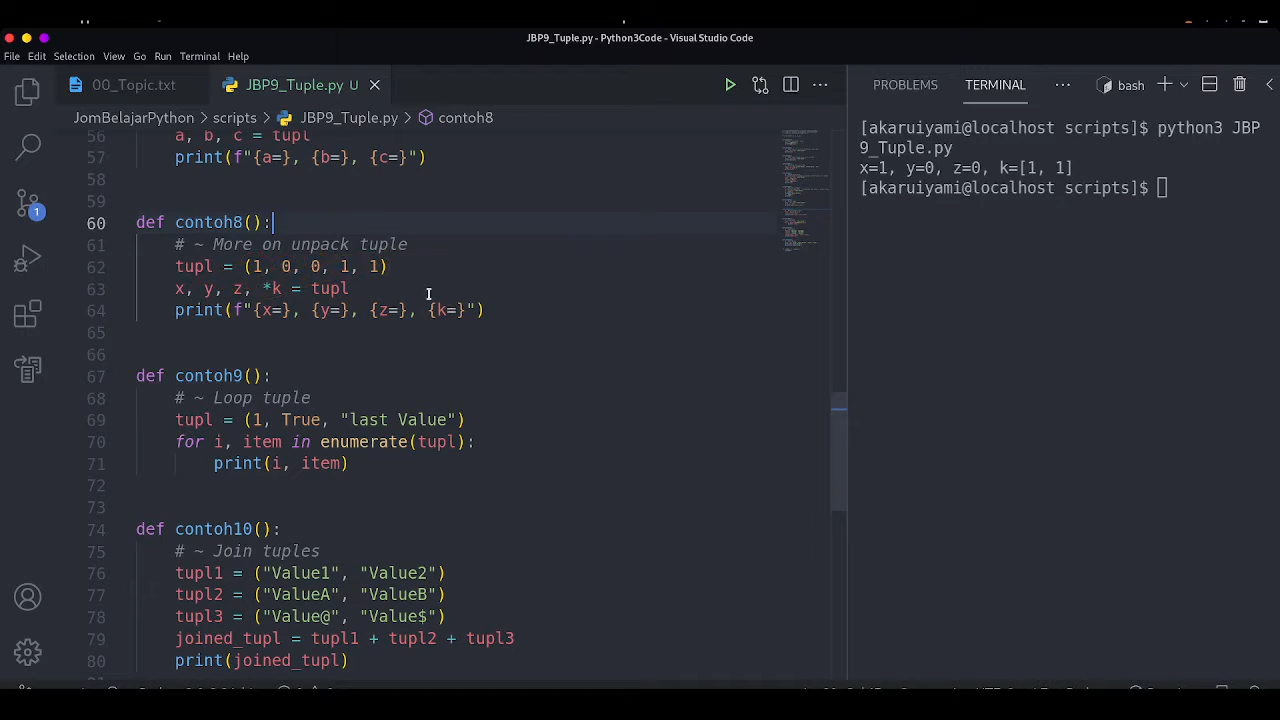 JBP9_Tuple.py - Python3Code - Visual Studio Code
File Edit Selection View Go Run Terminal Help
00_Topic.txt JBP9_Tuple.py U
JomBelajarPython > scripts > JBP9_Tuple.py > contoh8
56 a, b, c = tupl
57 print(f"{a=}, {b=}, {c=}")
58
59
60 def contoh8():
61 # ~ More on unpack tuple
62 tupl = (1, 0, 0, 1, 1)
63 x, y, z, *k = tupl
64 print(f"{x=}, {y=}, {z=}, {k=}")
65
66
67 def contoh9():
68 # ~ Loop tuple
69 tupl = (1, True, "last Value")
70 for i, item in enumerate(tupl):
71 print(i, item)
72
73
74 def contoh10():
75 # ~ Join tuples
76 tupl1 = ("Value1", "Value2")
77 tupl2 = ("ValueA", "ValueB")
78 tupl3 = ("Value@", "Value$")
79 joined_tupl = tupl1 + tupl2 + tupl3
80 print(joined_tupl)
1
PROBLEMS TERMINAL ... bash
[akaruiyami@localhost scripts]$ python3 JBP
9_Tuple.py
x=1, y=0, z=0, k=[1, 1]
[akaruiyami@localhost scripts]$